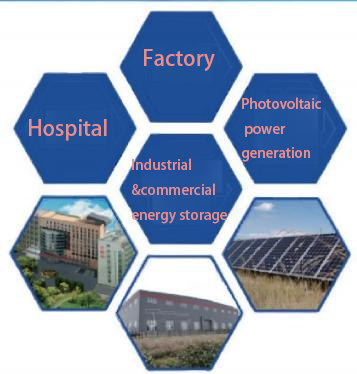 Factory
Hospital
Photovoltaic
power
generation
Industrial
&commercial
energy storage